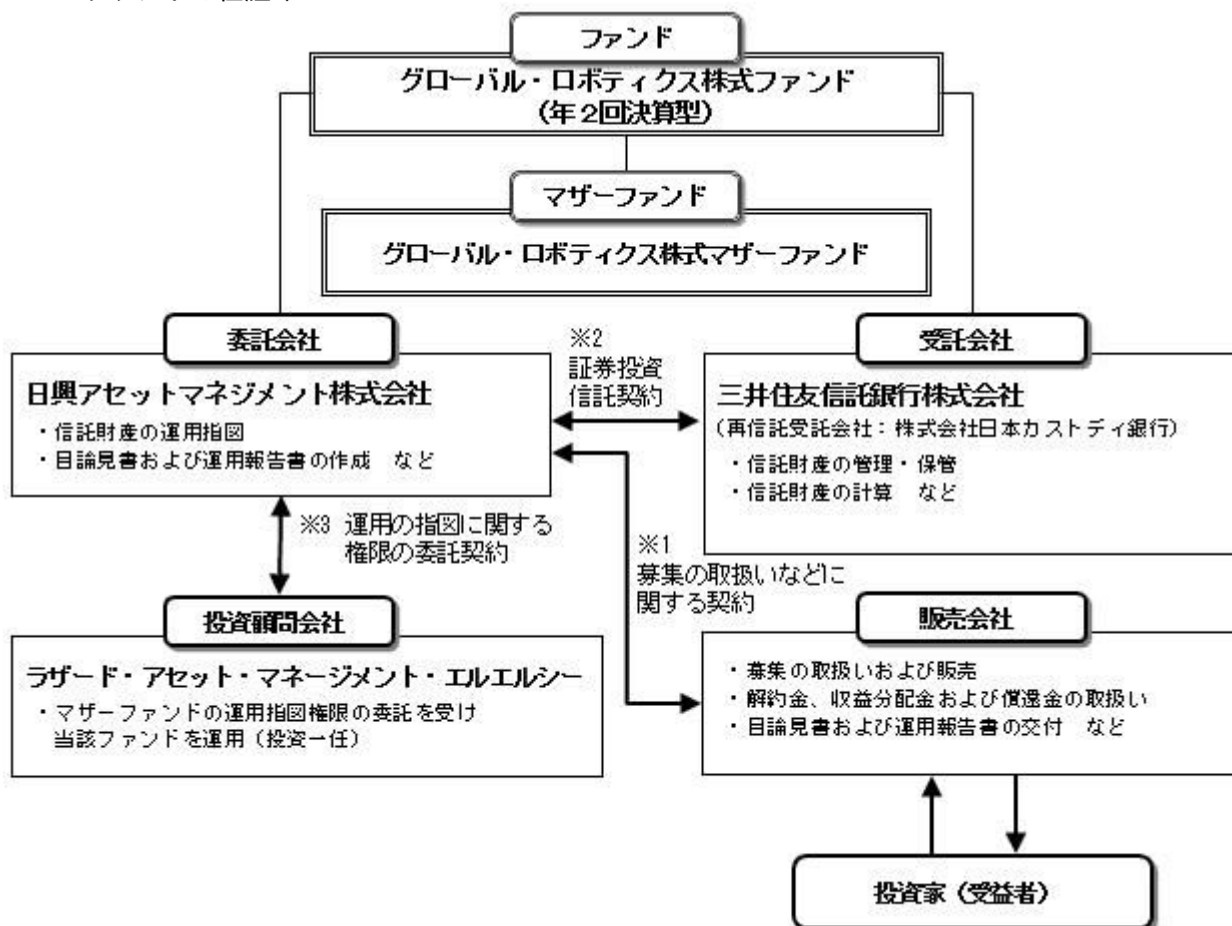 ファンド
グローバル・ロボティクス株式ファンド
(年2回決算型)
マザーファンド
グローバル・ロボティクス株式マザーファンド
委託会社
日興アセットマネジメント株式会社
・信託財産の運用指図
・目論見書および運用報告書の作成 など
※2
証券投資
信託契約
受託会社
三井住友信託銀行株式会社
(再信託受託会社:株式会社日本カストディ銀行)
・信託財産の管理・保管
・信託財産の計算 など
※3 運用の指図に関する
権限の委託契約
※1
募集の取扱いなどに
関する契約
投資顧問会社
ラザード・アセット・マネージメント・エルエルシー
・マザーファンドの運用指図権限の委託を受け
当該ファンドを運用(投資一任)
販売会社
・募集の取扱いおよび販売
・解約金、収益分配金および償還金の取扱い
・目論見書および運用報告書の交付 など
投資家(受益者)